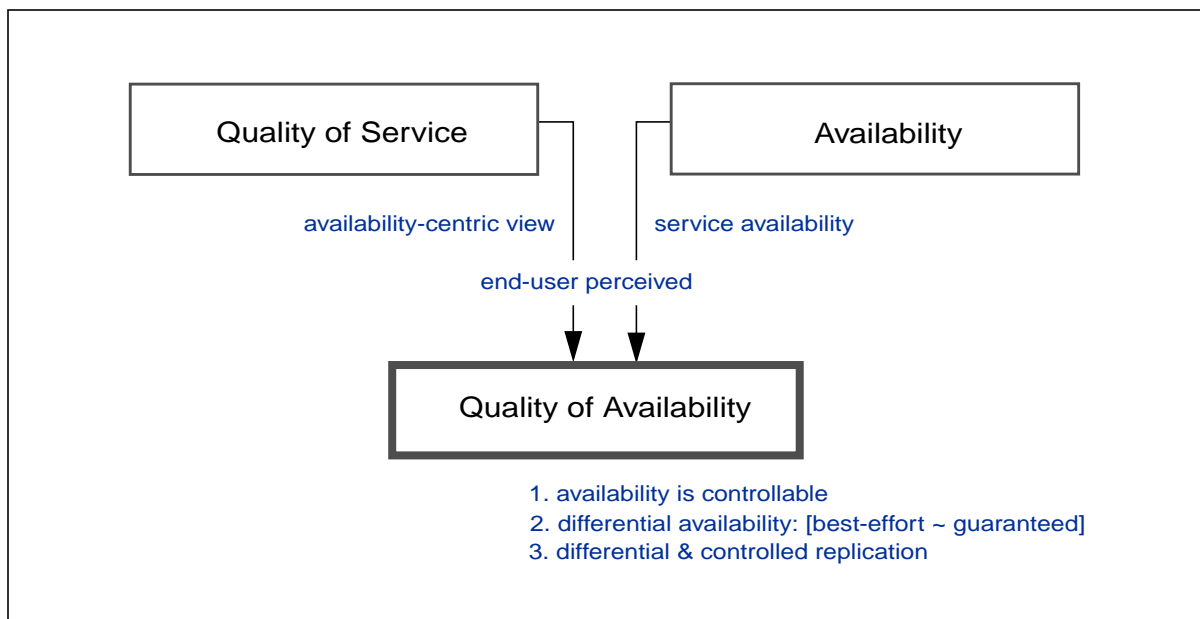 Quality of Service
Availability
availability-centric view
service availability
end-user perceived
Quality of Availability
1. availability is controllable
2. differential availability: [best-effort ~ guaranteed]
3. differential & controlled replication